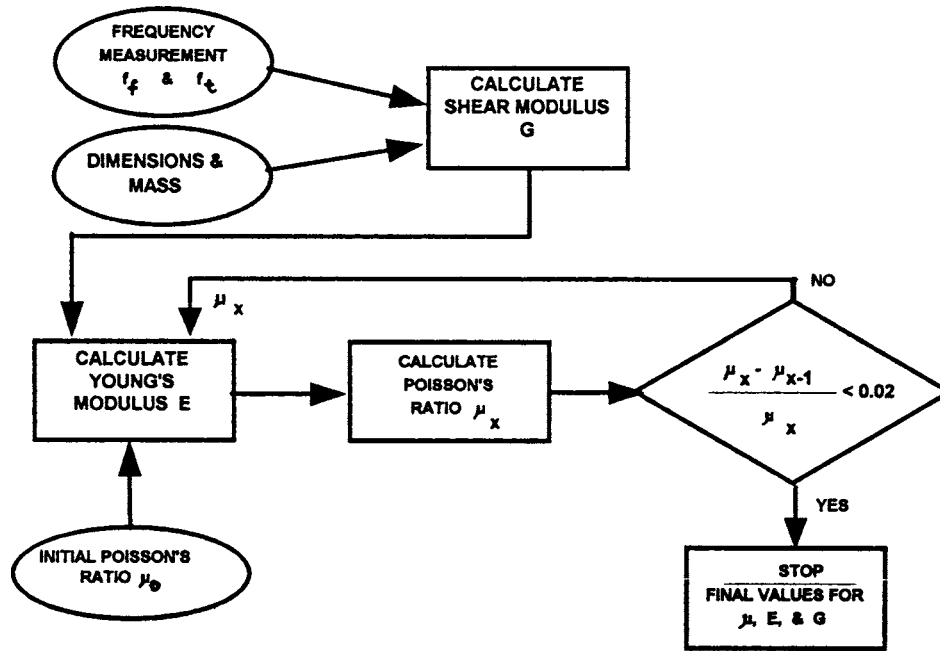 FREQUENCY
MEASUREMENT
f_f & f_t
CALCULATE
SHEAR MODULUS
G
DIMENSIONS &
MASS
NO
μ_x
CALCULATE
YOUNG'S
MODULUS E
CALCULATE
POISSON'S
RATIO μ_x
μ_x - μ_x-1
< 0.02
μ_x
YES
INITIAL POISSON'S
RATIO μ_o
STOP
FINAL VALUES FOR
μ, E, & G